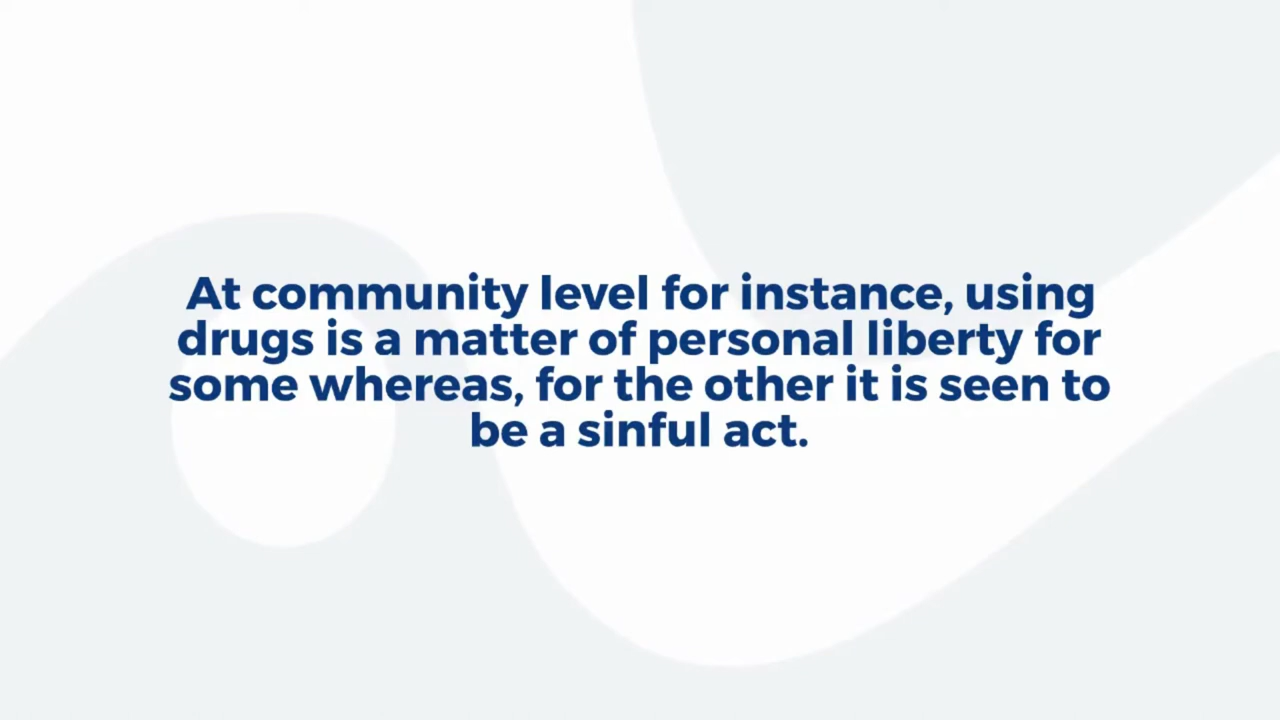 At community level for instance, using
drugs is a matter of personal liberty for
some whereas, for the other it is seen to
be a sinful act.